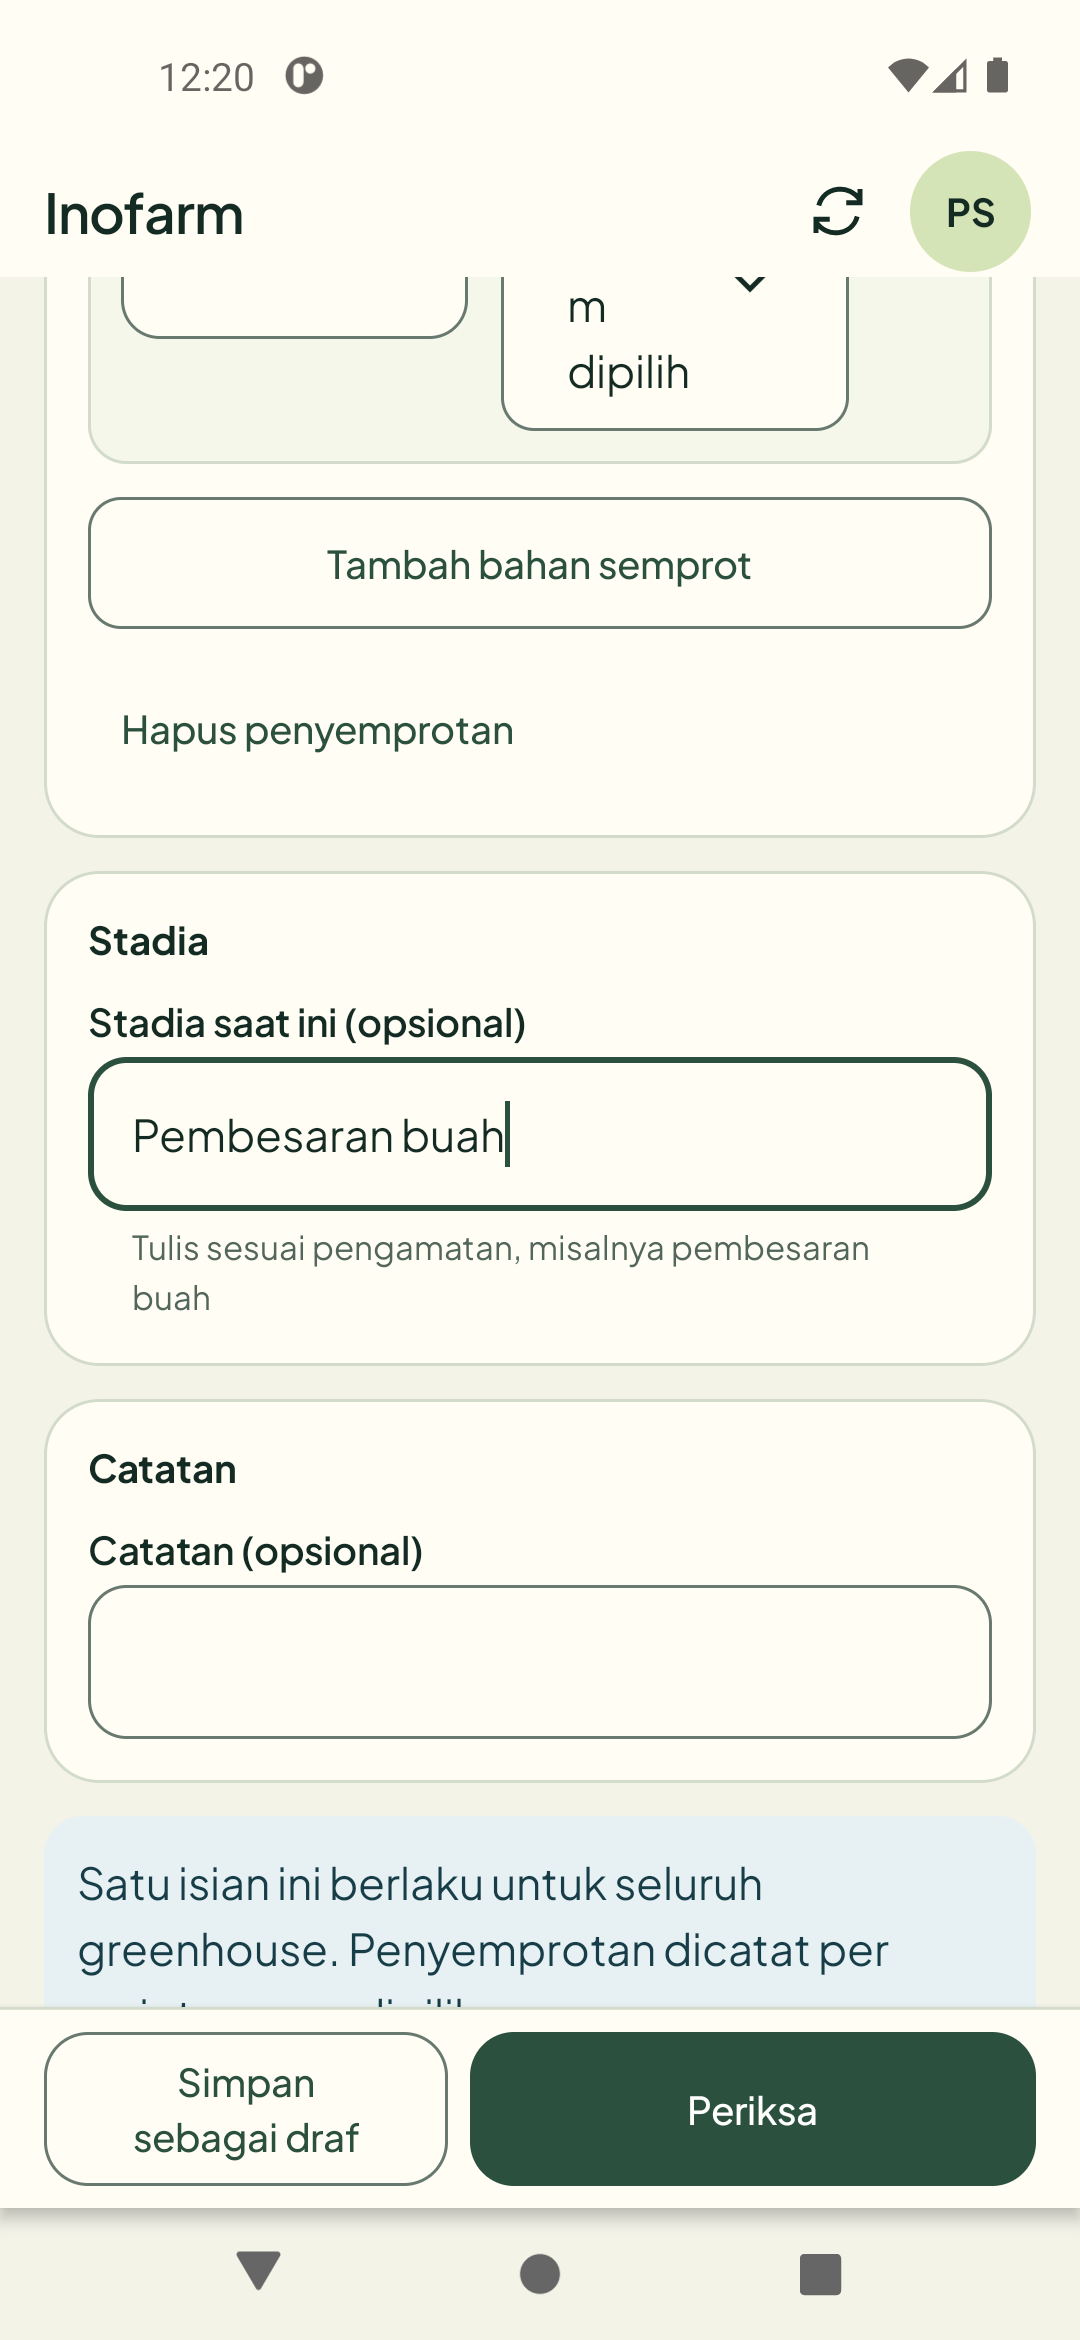 12:20
Inofarm
PS
m
dipilih
Tambah bahan semprot
Hapus penyemprotan
Stadia
Stadia saat ini (opsional)
Pembesaran buah
Tulis sesuai pengamatan, misalnya pembesaran
buah
Catatan
Catatan (opsional)
Satu isian ini berlaku untuk seluruh
greenhouse. Penyemprotan dicatat per
Simpan
sebagai draf
Periksa